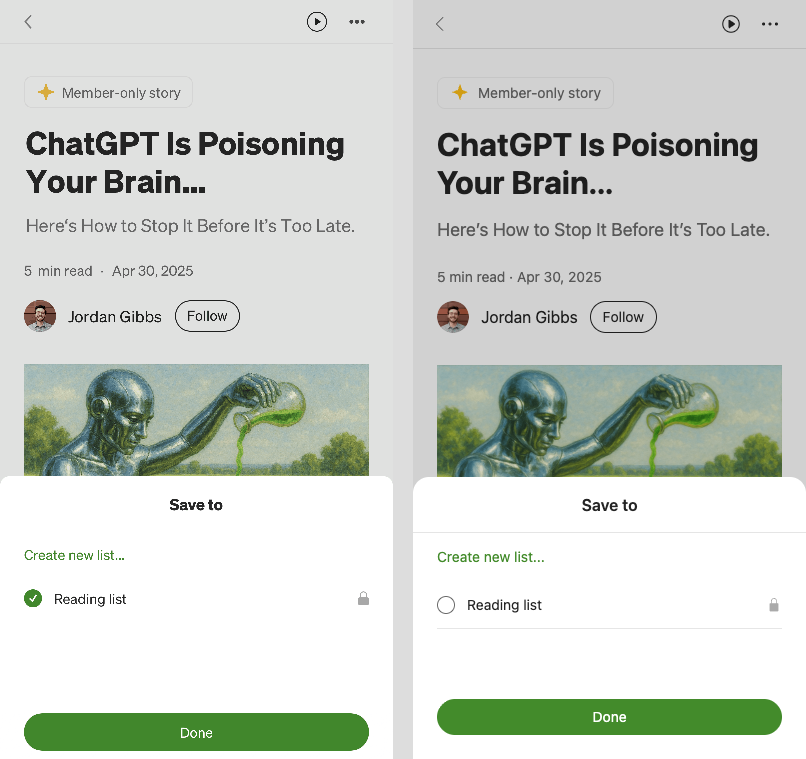 Member-only story
ChatGPT Is Poisoning
Your Brain...
Here‘s How to Stop It Before It’s Too Late.
5 min read · Apr 30, 2025
Jordan Gibbs
Follow
Save to
Create new list...
Reading list
Done
Member-only story
ChatGPT Is Poisoning
Your Brain...
Here's How to Stop It Before It's Too Late.
5 min read · Apr 30, 2025
Jordan Gibbs
Follow
Save to
Create new list...
Reading list
Done